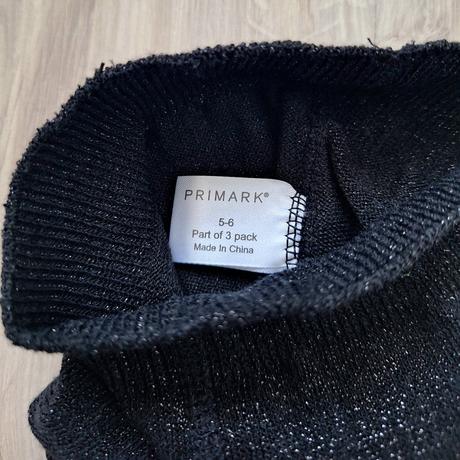 PRIMARK®
5-6
Part of 3 pack
Made In China